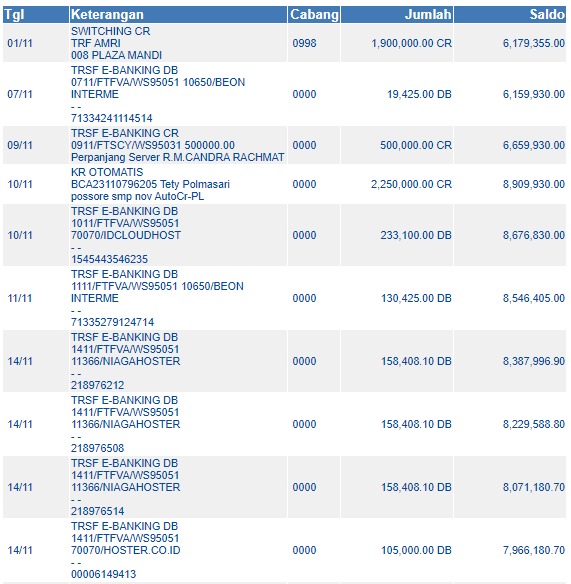 Tgl Keterangan Cabang Jumlah Saldo
SWITCHING CR
01/11 TRF AMRI 0998 1,900,000.00 CR 6,179,355.00
008 PLAZA MANDI
TRSF E-BANKING DB
0711/FTFVA/WS95051 10650/BEON
07/11 INTERME 0000 19,425.00 DB 6,159,930.00
- -
71334241114514
TRSF E-BANKING CR
09/11 0911/FTSCY/WS95031 500000.00 0000 500,000.00 CR 6,659,930.00
Perpanjang Server R.M.CANDRA RACHMAT
KR OTOMATIS
10/11 BCA23110796205 Tety Polmasari 0000 2,250,000.00 CR 8,909,930.00
possore smp nov AutoCr-PL
TRSF E-BANKING DB
1011/FTFVA/WS95051
10/11 70070/IDCLOUDHOST 0000 233,100.00 DB 8,676,830.00
- -
1545443546235
TRSF E-BANKING DB
1111/FTFVA/WS95051 10650/BEON
11/11 INTERME 0000 130,425.00 DB 8,546,405.00
- -
71335279124714
TRSF E-BANKING DB
1411/FTFVA/WS95051
14/11 11366/NIAGAHOSTER 0000 158,408.10 DB 8,387,996.90
- -
218976212
TRSF E-BANKING DB
1411/FTFVA/WS95051
14/11 11366/NIAGAHOSTER 0000 158,408.10 DB 8,229,588.80
- -
218976508
TRSF E-BANKING DB
1411/FTFVA/WS95051
14/11 11366/NIAGAHOSTER 0000 158,408.10 DB 8,071,180.70
- -
218976514
TRSF E-BANKING DB
1411/FTFVA/WS95051
14/11 70070/HOSTER.CO.ID 0000 105,000.00 DB 7,966,180.70
- -
00006149413